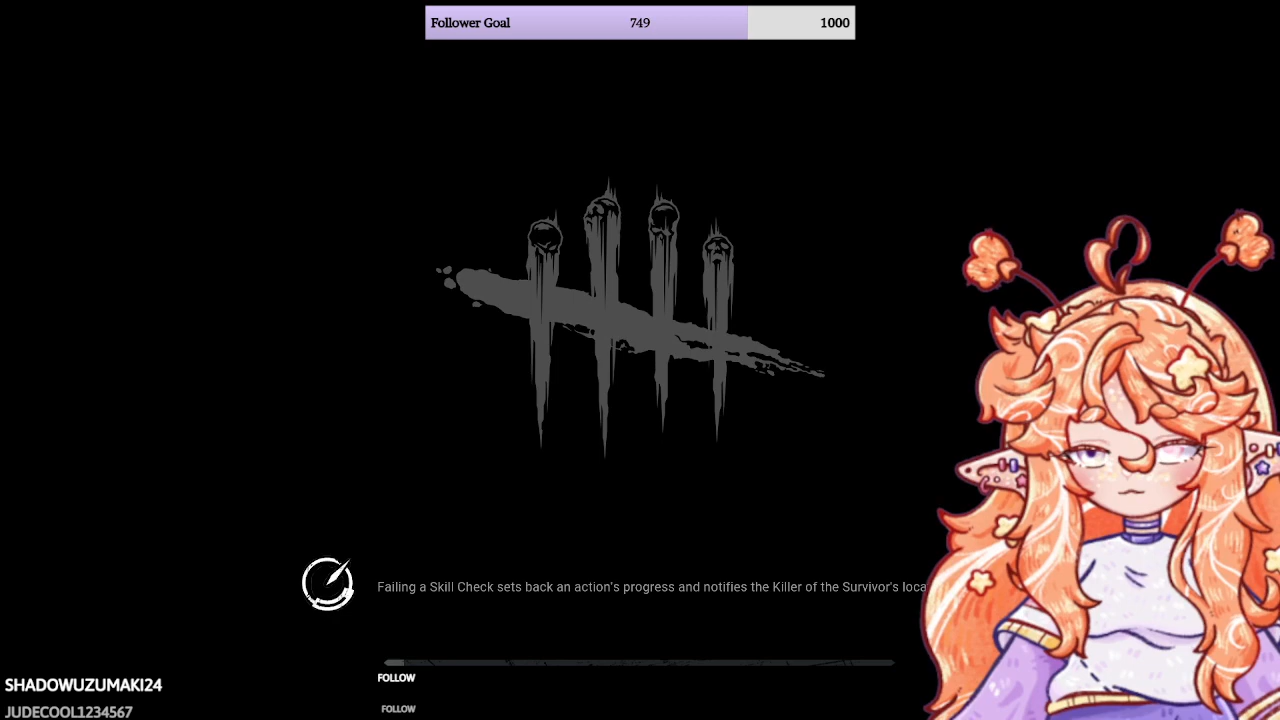 Follower Goal 749 1000
Failing a Skill Check sets back an action's progress and notifies the Killer of the Survivor's loca
FOLLOW
SHADOWUZUMAKI24
FOLLOW
JUDECOOL1234567